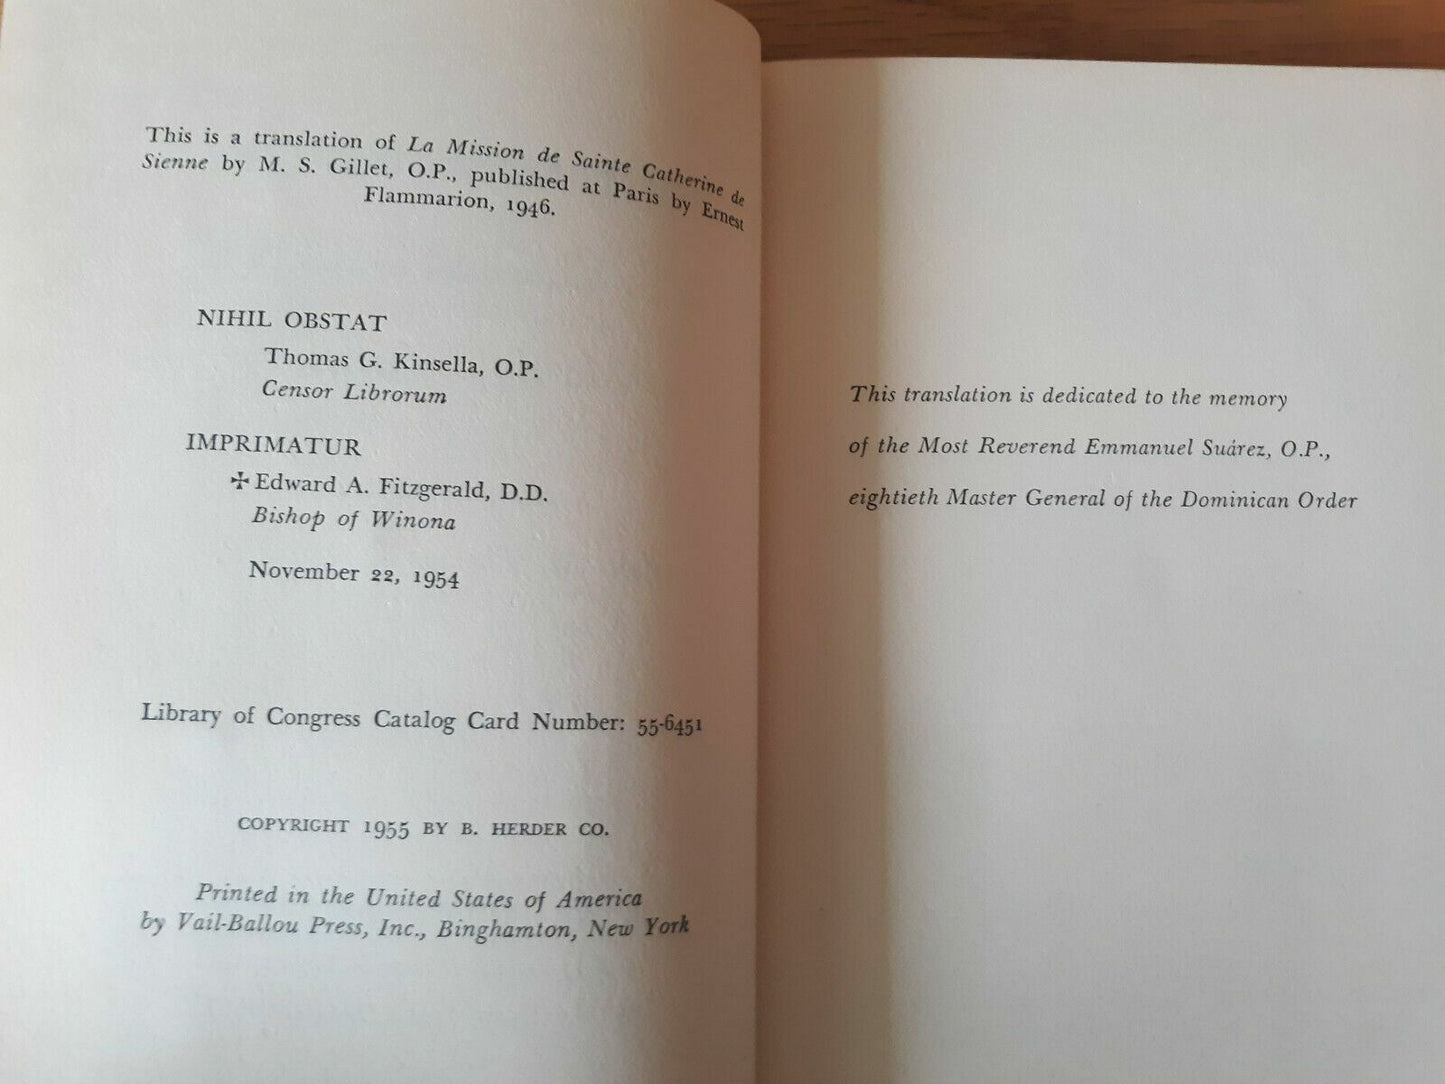 This is a translation of La Mission de Sainte Catherine de
Sienne by M. S. Gillet, O.P., published at Paris by Ernest
Flammarion, 1946.
NIHIL OBSTAT
Thomas G. Kinsella, O.P.
Censor Librorum
IMPRIMATUR
✠ Edward A. Fitzgerald, D.D.
Bishop of Winona
November 22, 1954
Library of Congress Catalog Card Number: 55-6451
COPYRIGHT 1955 BY B. HERDER CO.
Printed in the United States of America
by Vail-Ballou Press, Inc., Binghamton, New York
This translation is dedicated to the memory
of the Most Reverend Emmanuel Suárez, O.P.,
eightieth Master General of the Dominican Order